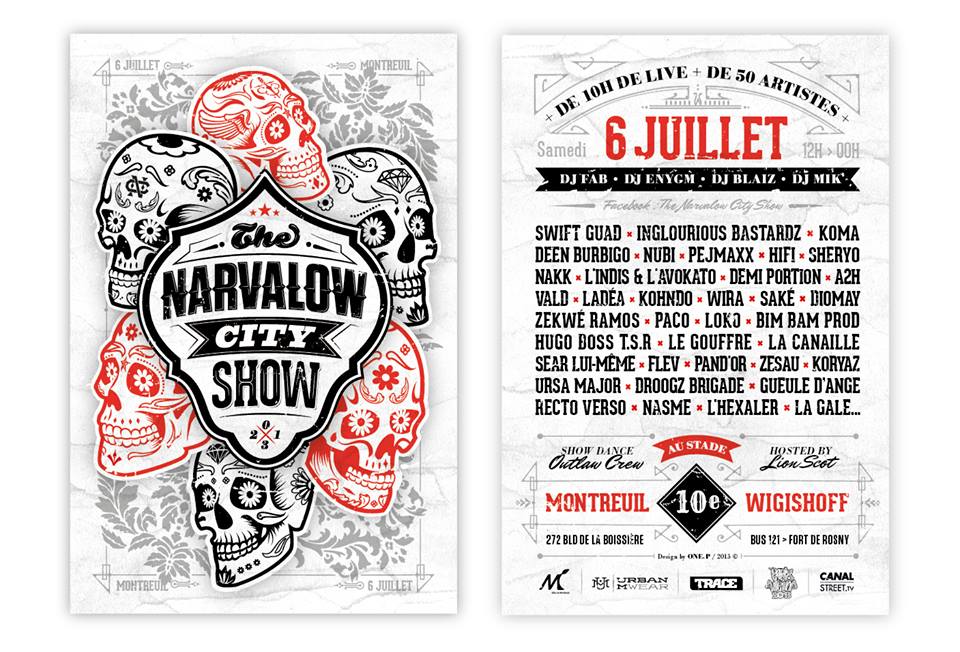 6 JUILLET
MONTREUIL
The
NARVALOW
CITY
SHOW
2013
MONTREUIL
6 JUILLET
+ DE 10H DE LIVE + DE 50 ARTISTES +
Samedi 6 JUILLET 12H > 00H
DJ FAB • DJ ENYGM • DJ BLAIZ • DJ MIK
Facebook : The Narvalow City Show
SWIFT GUAD × INGLOURIOUS BASTARDZ × KOMA
DEEN BURBIGO × NUBI × PEJMAXX × HIFI × SHERYO
NAKK × L'INDIS & L'AVOKATO × DEMI PORTION × A2H
VALD × LADÉA × KOHNDO × WIRA × SAKÉ × DIOMAY
ZEKWÉ RAMOS × PACO × LOKO × BIM BAM PROD
HUGO BOSS T.S.R × LE GOUFFRE × LA CANAILLE
SEAR LUI-MÊME × FLEV × PAND'OR × ZESAU × KORYAZ
URSA MAJOR × DROOGZ BRIGADE × GUEULE D'ANGE
RECTO VERSO × NASME × L'HEXALER × LA GALE...
SHOW DANCE
Outlaw Crew
AU STADE
HOSTED BY
Lion Scot
MONTREUIL 10e WIGISHOFF
272 BLD DE LA BOISSIÈRE
BUS 121 > FORT DE ROSNY
Design by ONE.P / 2013 ©
URBAN
MWEAR
TRACE
CANAL
STREET.TV